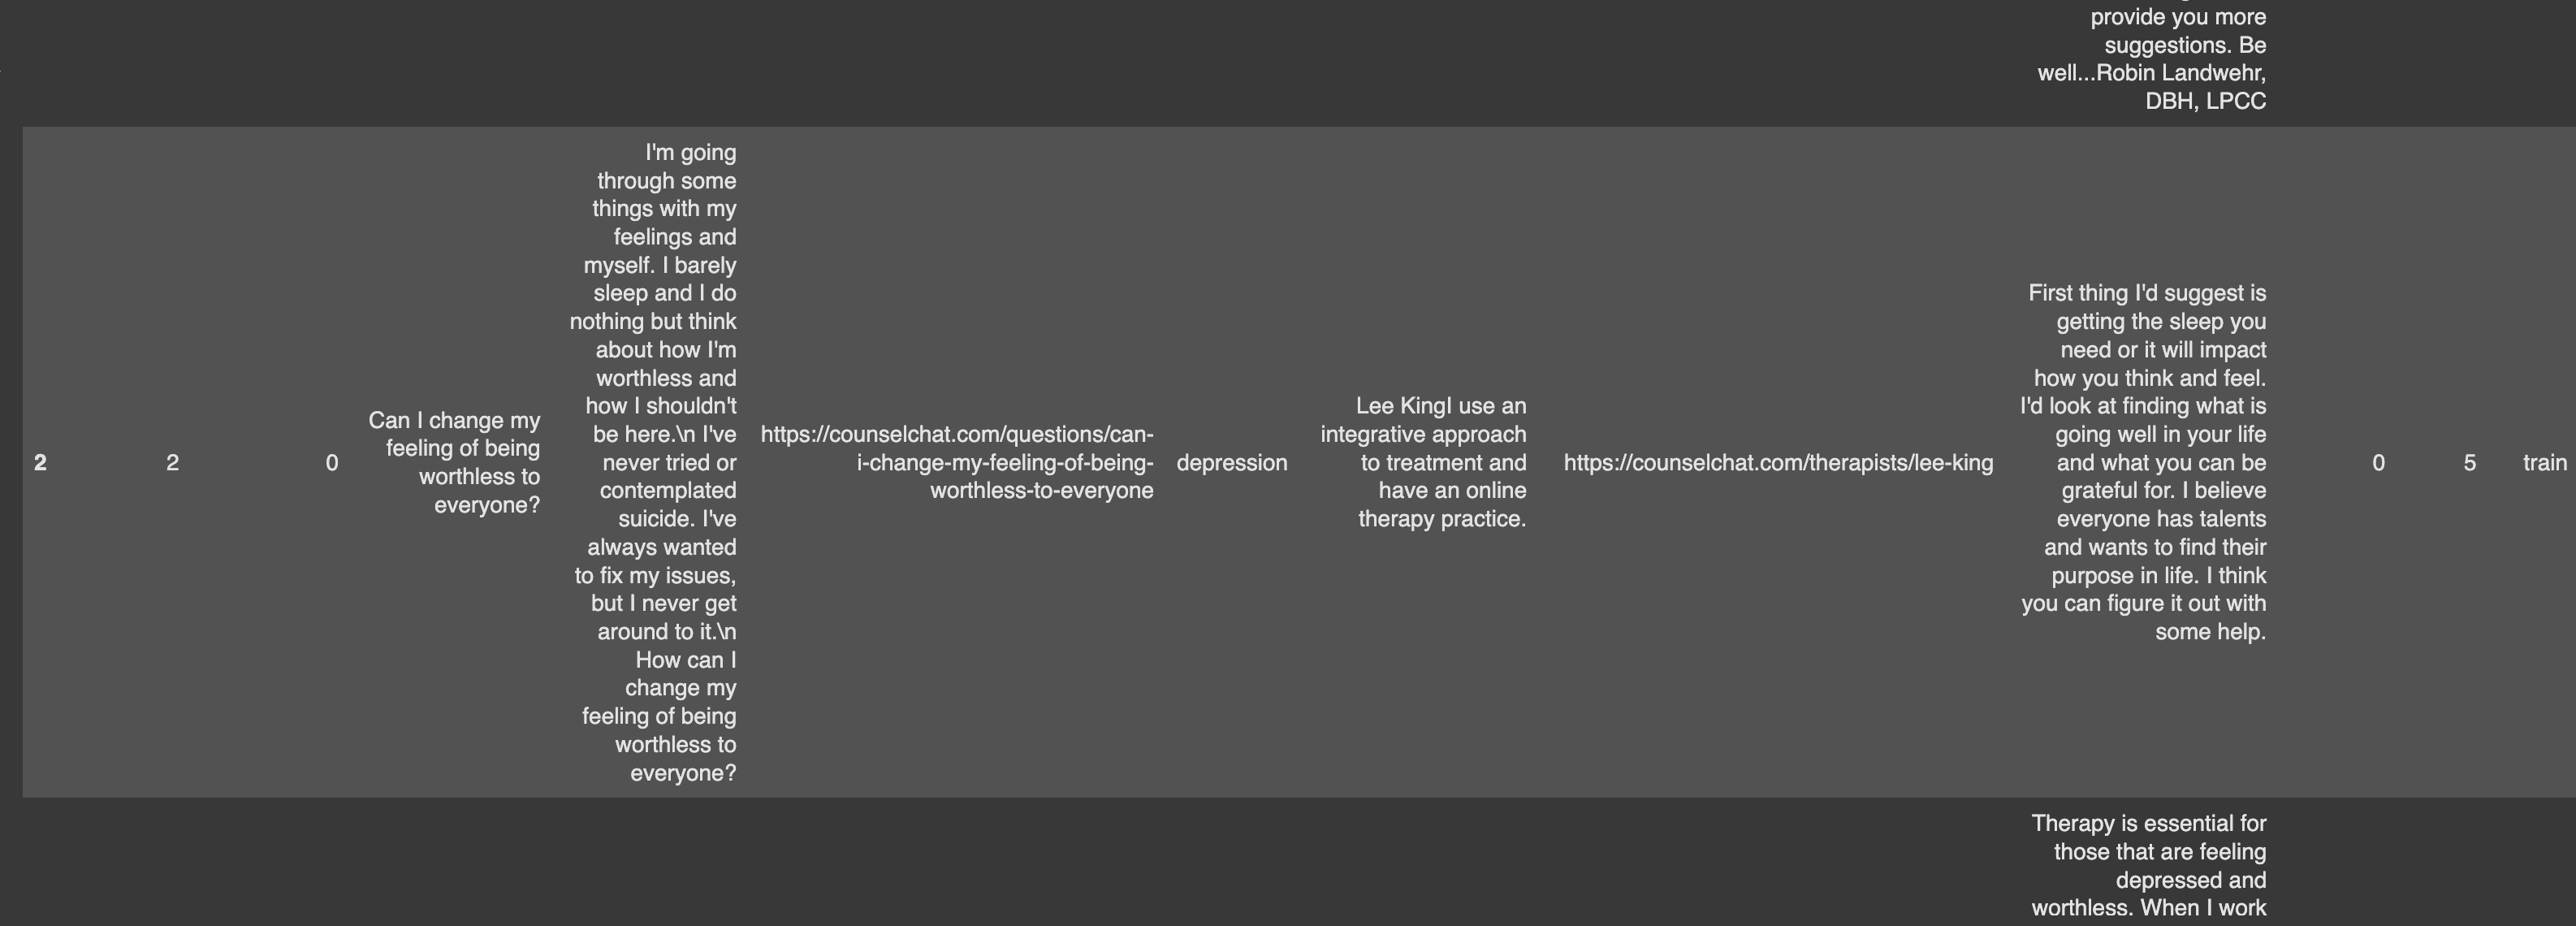 provide you more
suggestions. Be
well...Robin Landwehr,
DBH, LPCC
2
2
0
Can I change my
feeling of being
worthless to
everyone?
I'm going
through some
things with my
feelings and
myself. I barely
sleep and I do
nothing but think
about how I'm
worthless and
how I shouldn't
be here.\n I've
never tried or
contemplated
suicide. I've
always wanted
to fix my issues,
but I never get
around to it.\n
How can I
change my
feeling of being
worthless to
everyone?
https://counselchat.com/questions/can-
i-change-my-feeling-of-being-
worthless-to-everyone
depression
Lee KingI use an
integrative approach
to treatment and
have an online
therapy practice.
https://counselchat.com/therapists/lee-king
First thing I'd suggest is
getting the sleep you
need or it will impact
how you think and feel.
I'd look at finding what is
going well in your life
and what you can be
grateful for. I believe
everyone has talents
and wants to find their
purpose in life. I think
you can figure it out with
some help.
0
5
train
Therapy is essential for
those that are feeling
depressed and
worthless. When I work